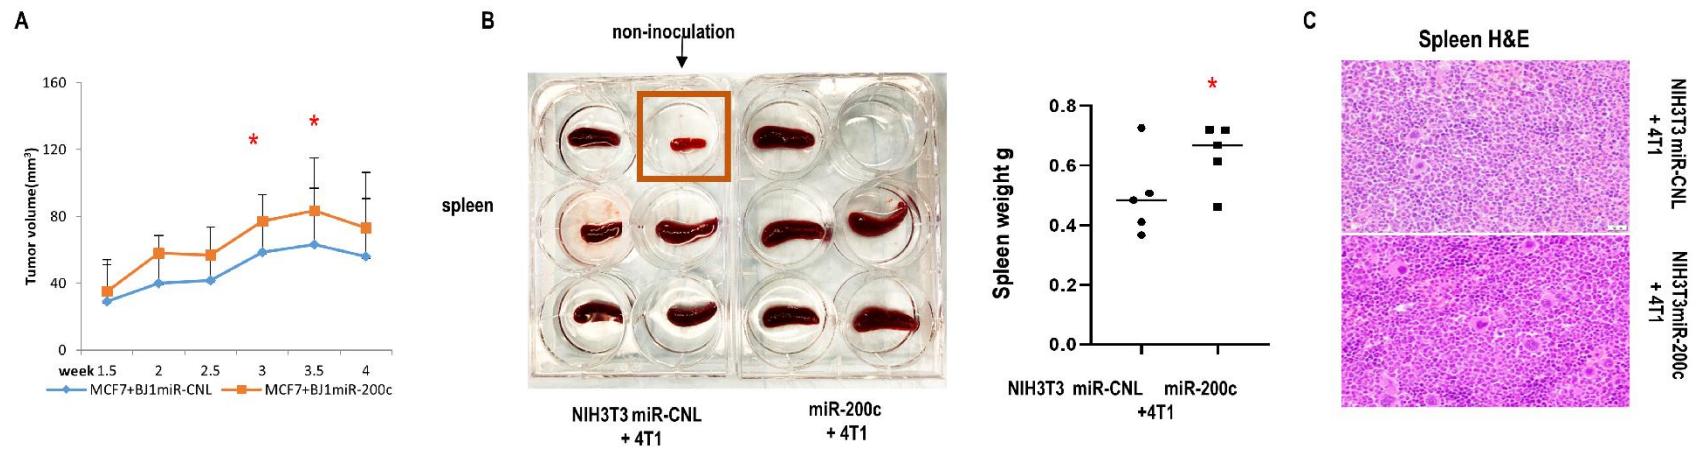 A
160
120
80
40
0
Tumor volume(mm³)
*
*
week 1.5 2 2.5 3 3.5 4
MCF7+BJ1miR-CNL MCF7+BJ1miR-200c
B
non-inoculation
spleen
NIH3T3 miR-CNL
+ 4T1
miR-200c
+ 4T1
*
0.8
0.6
0.4
0.2
0.0
Spleen weight g
NIH3T3 miR-CNL miR-200c
+4T1
C
Spleen H&E
NIH3T3 miR-CNL
+ 4T1
NIH3T3miR-200c
+ 4T1